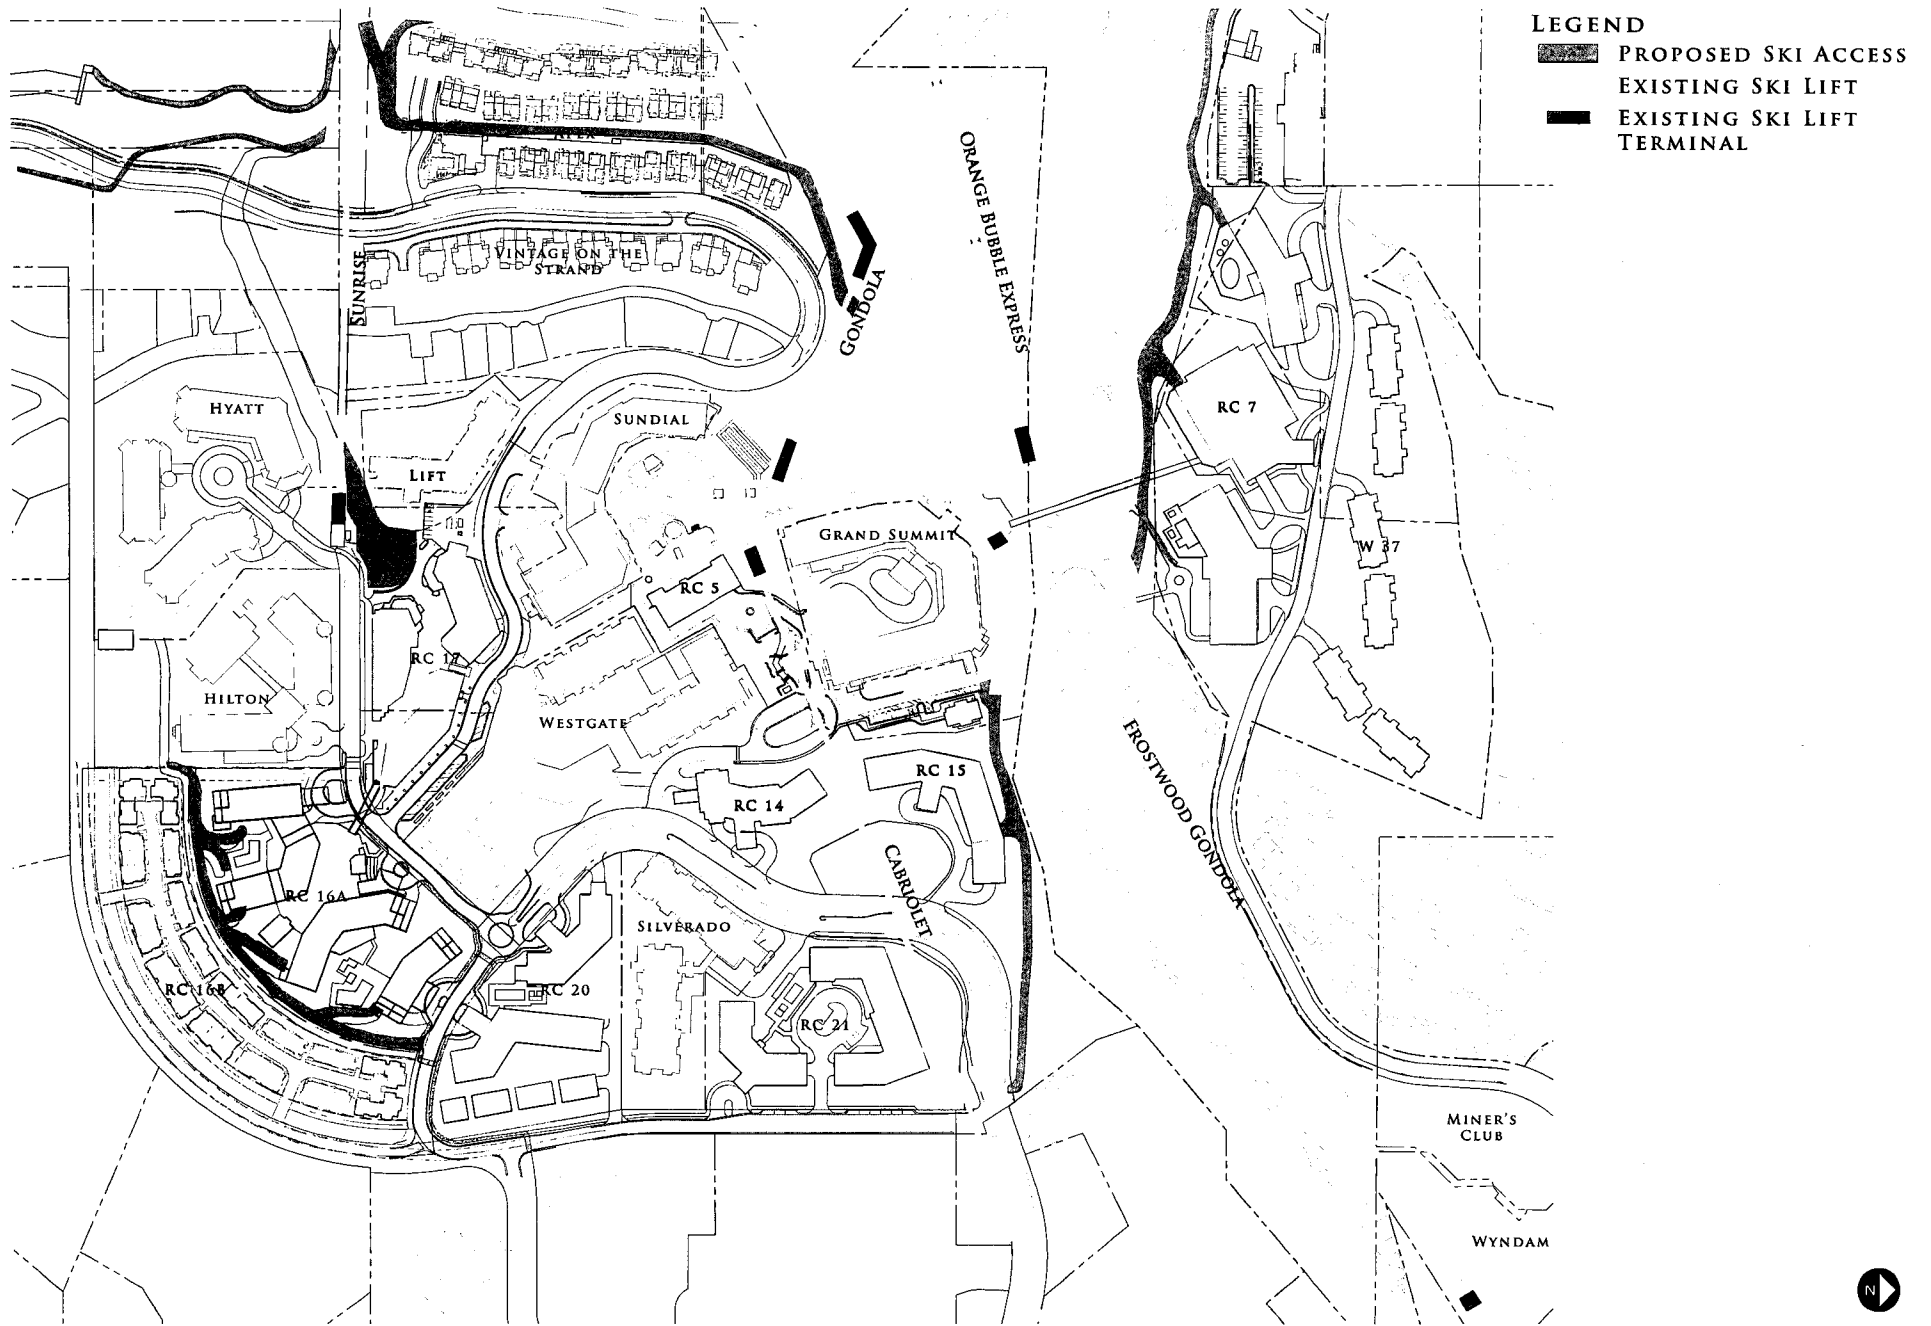 LEGEND
PROPOSED SKI ACCESS
EXISTING SKI LIFT
EXISTING SKI LIFT
TERMINAL
APEX
ORANGE BUBBLE EXPRESS
VINTAGE ON THE
STRAND
SUNRISE
GONDOLA
HYATT
SUNDIAL
RC 7
LIFT
GRAND SUMMIT
W 37
RC 5
RC 17
HILTON
WESTGATE
FROSTWOOD GONDOLA
RC 15
RC 14
CABRIOLET
RC 16A
SILVERADO
RC 16B
RC 20
RC 21
MINER'S
CLUB
WYNDAM
N